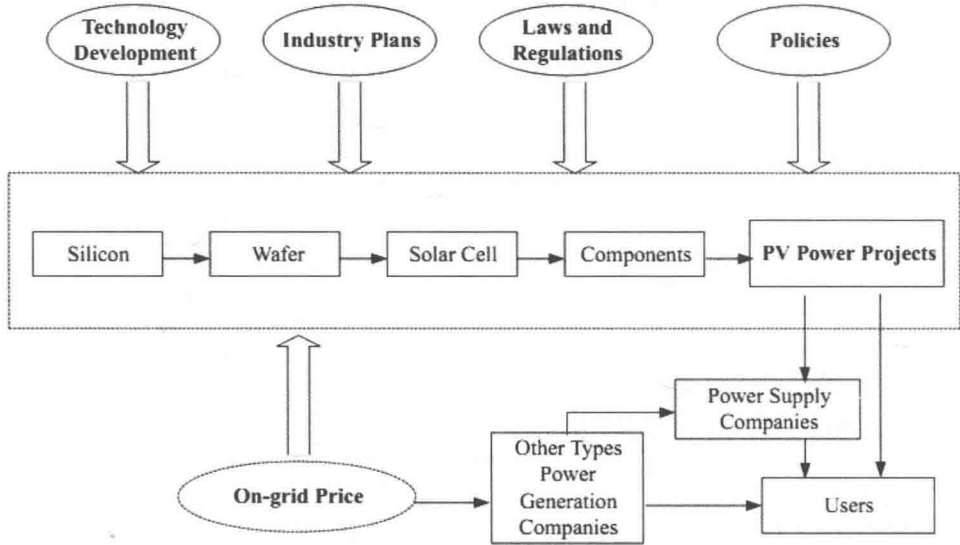 Technology
Development
Industry Plans
Laws and
Regulations
Policies
Silicon
Wafer
Solar Cell
Components
PV Power Projects
Power Supply
Companies
Other Types
Power
Generation
Companies
On-grid Price
Users